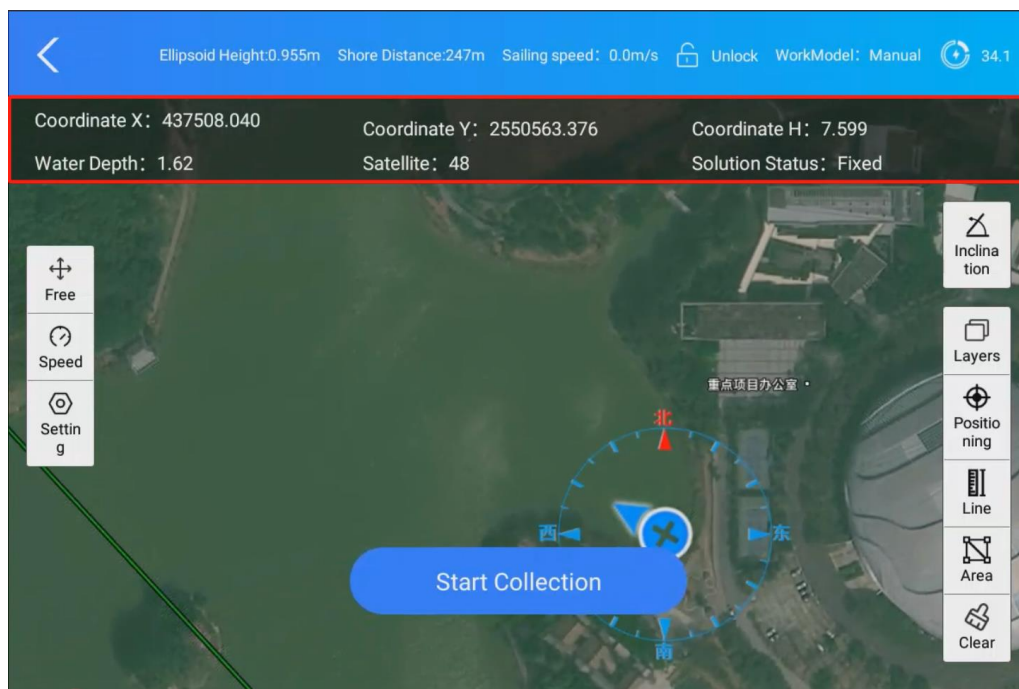 Ellipsoid Height:0.955m Shore Distance:247m Sailing speed：0.0m/s Unlock WorkModel：Manual 34.1
Coordinate X：437508.040
Coordinate Y：2550563.376
Coordinate H：7.599
Water Depth：1.62
Satellite：48
Solution Status：Fixed
Free
Speed
Settin
g
Inclina
tion
Layers
Positio
ning
Line
Area
Clear
重点项目办公室
北
西
东
南
Start Collection